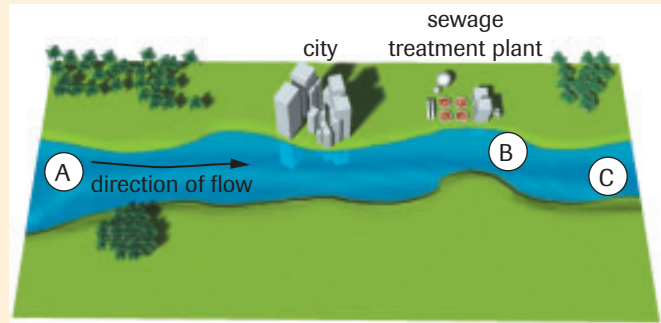 city
sewage
treatment plant
A
direction of flow
B
C